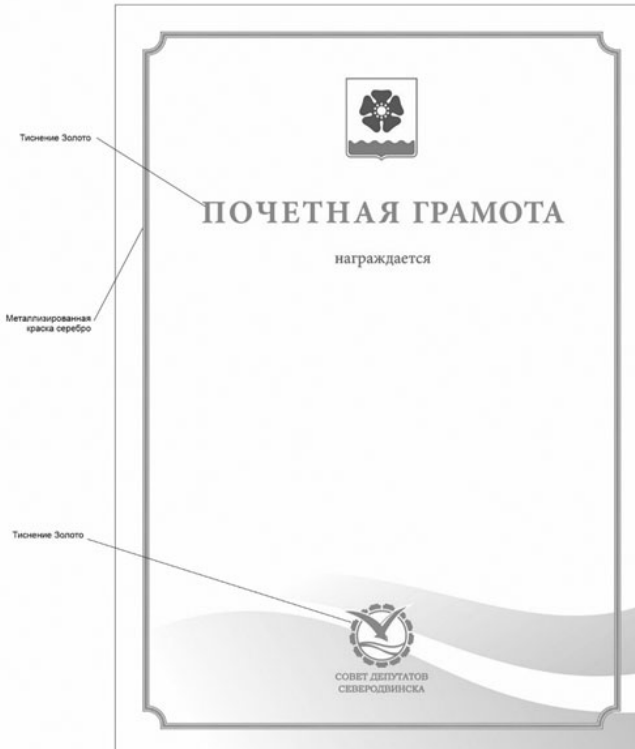 Тиснение Золото
ПОЧЕТНАЯ ГРАМОТА
награждается
Металлизированная
краска серебро
Тиснение Золото
СОВЕТ ДЕПУТАТОВ
СЕВЕРОДВИНСКА